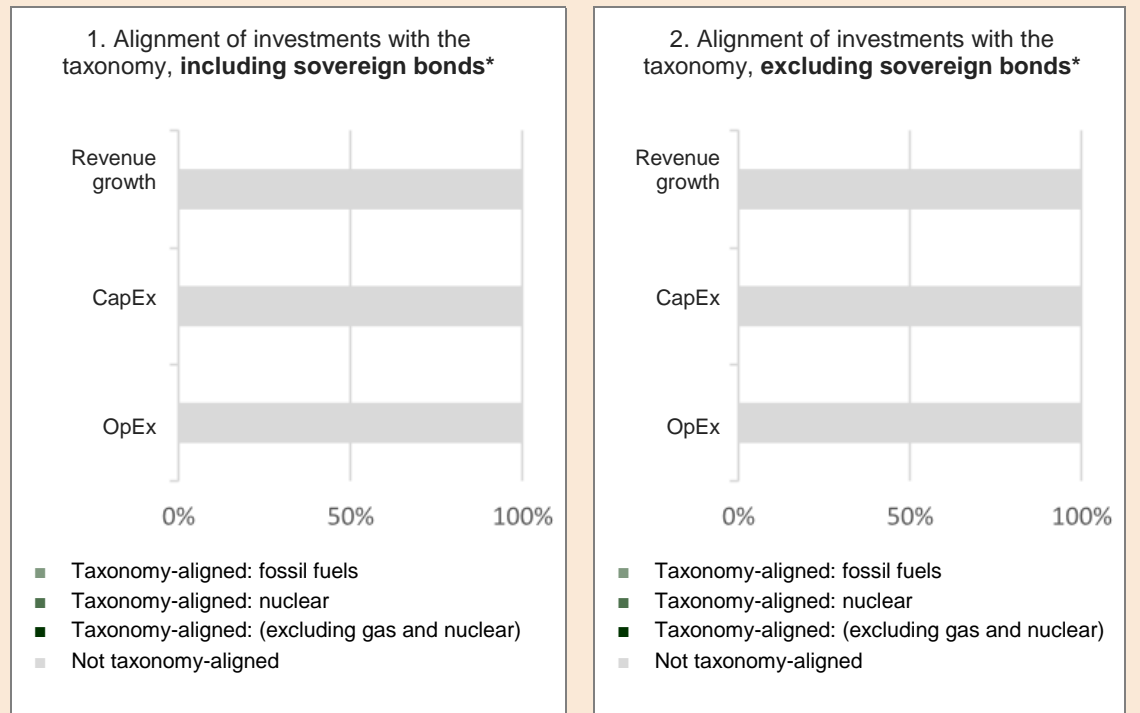 1. Alignment of investments with the
taxonomy, including sovereign bonds*
Revenue
growth
CapEx
OpEx
0% 50% 100%
Taxonomy-aligned: fossil fuels
Taxonomy-aligned: nuclear
Taxonomy-aligned: (excluding gas and nuclear)
Not taxonomy-aligned
2. Alignment of investments with the
taxonomy, excluding sovereign bonds*
Revenue
growth
CapEx
OpEx
0% 50% 100%
Taxonomy-aligned: fossil fuels
Taxonomy-aligned: nuclear
Taxonomy-aligned: (excluding gas and nuclear)
Not taxonomy-aligned